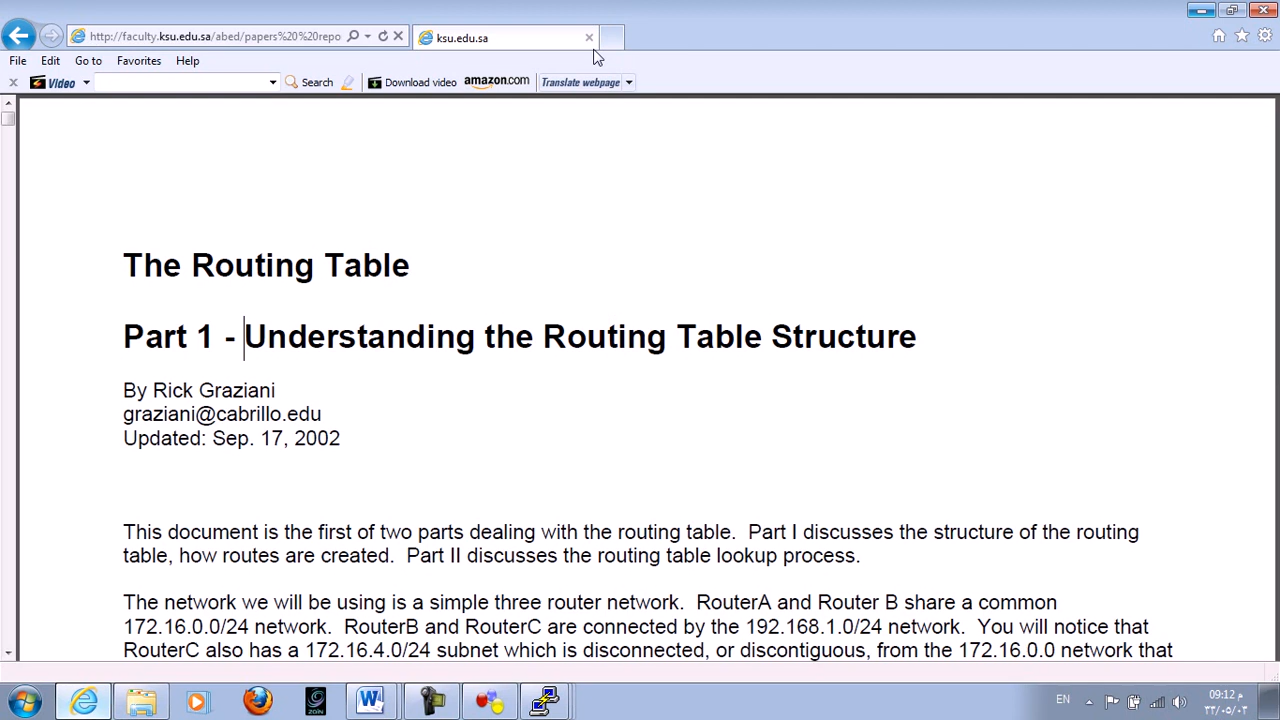 http://faculty.ksu.edu.sa/abed/papers%20%20repo
ksu.edu.sa
File Edit Go to Favorites Help
Video Search Download video amazon.com Translate webpage
The Routing Table
Part 1 - Understanding the Routing Table Structure
By Rick Graziani
graziani@cabrillo.edu
Updated: Sep. 17, 2002
This document is the first of two parts dealing with the routing table. Part I discusses the structure of the routing
table, how routes are created. Part II discusses the routing table lookup process.
The network we will be using is a simple three router network. RouterA and Router B share a common
172.16.0.0/24 network. RouterB and RouterC are connected by the 192.168.1.0/24 network. You will notice that
RouterC also has a 172.16.4.0/24 subnet which is disconnected, or discontiguous, from the 172.16.0.0 network that
zain
EN
09:12 م
٣٢/٠٥/٠٣